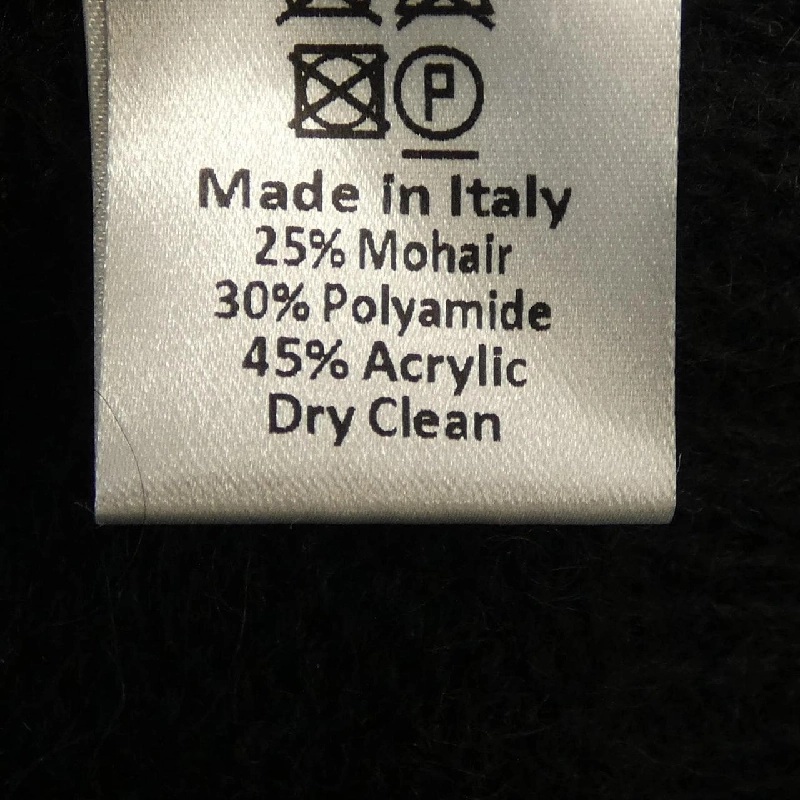 P
Made in Italy
25% Mohair
30% Polyamide
45% Acrylic
Dry Clean